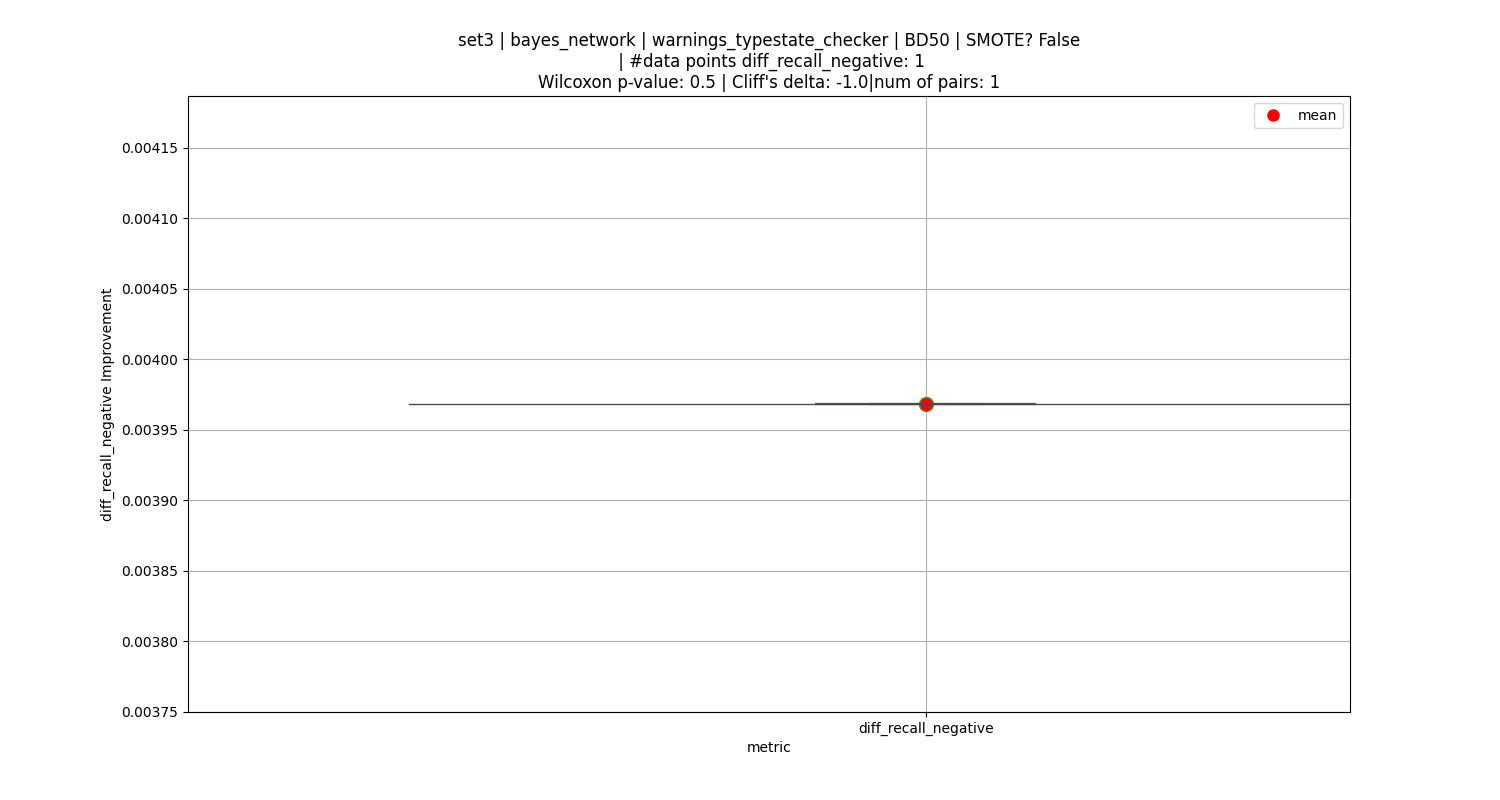 set3 | bayes_network | warnings_typestate_checker | BD50 | SMOTE? False
| #data points diff_recall_negative: 1
Wilcoxon p-value: 0.5 | Cliff's delta: -1.0|num of pairs: 1
mean
0.00415
0.00410
0.00405
0.00400
0.00395
0.00390
0.00385
0.00380
0.00375
diff_recall_negative Improvement
diff_recall_negative
metric